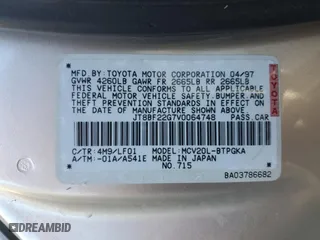 MFD. BY TOYOTA MOTOR CORPORATION 04/97
GVWR 4260LB GAWR FR 2665LB RR 2665LB
THIS VEHICLE CONFORMS TO ALL APPLICABLE
FEDERAL MOTOR VEHICLE SAFETY, BUMPER, AND
THEFT PREVENTION STANDARDS IN EFFECT ON
THE DATE OF MANUFACTURE SHOWN ABOVE.
JT8BF22G7V0064748 PASS.CAR
C/TR: 4M9/LF01 MODEL: MCV20L-BTPGKA
A/TM: -01A/A541E MADE IN JAPAN
NO.715
BA03786682
TOYOTA